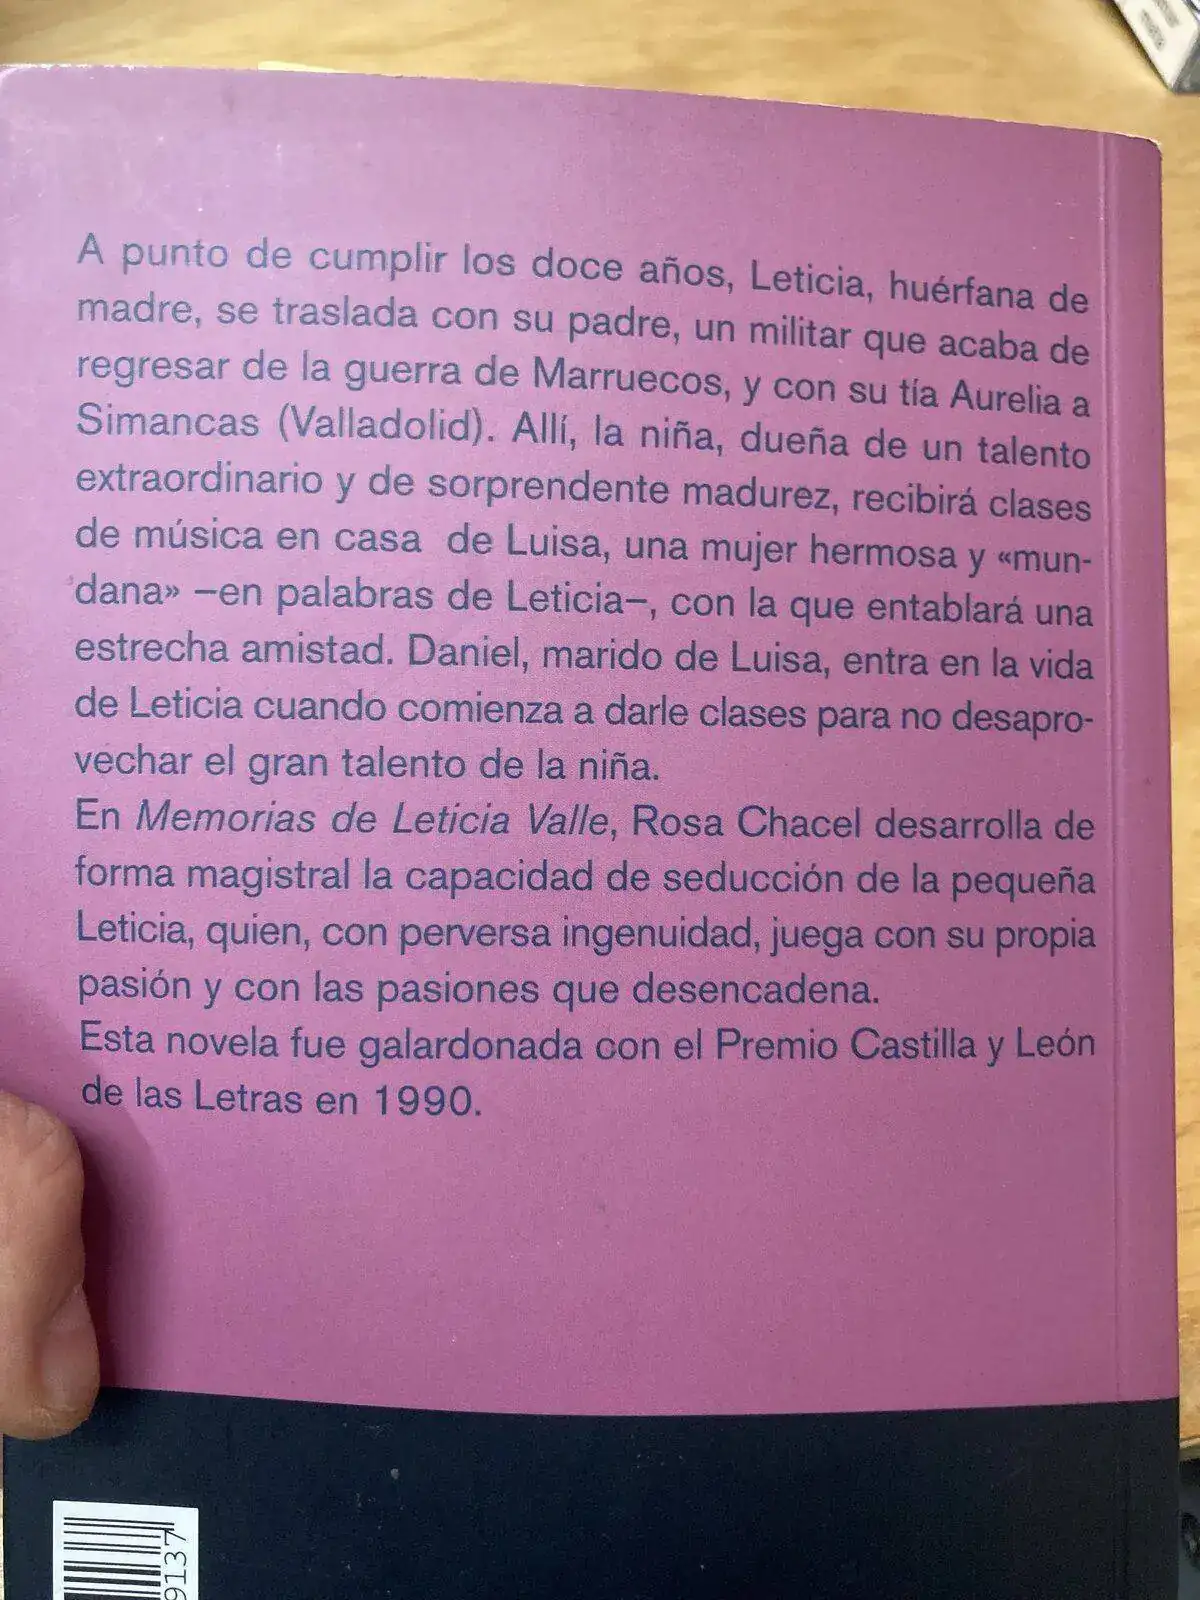 A punto de cumplir los doce años, Leticia, huérfana de
madre, se traslada con su padre, un militar que acaba de
regresar de la guerra de Marruecos, y con su tía Aurelia a
Simancas (Valladolid). Allí, la niña, dueña de un talento
extraordinario y de sorprendente madurez, recibirá clases
de música en casa de Luisa, una mujer hermosa y «mun-
dana» –en palabras de Leticia–, con la que entablará una
estrecha amistad. Daniel, marido de Luisa, entra en la vida
de Leticia cuando comienza a darle clases para no desapro-
vechar el gran talento de la niña.
En Memorias de Leticia Valle, Rosa Chacel desarrolla de
forma magistral la capacidad de seducción de la pequeña
Leticia, quien, con perversa ingenuidad, juega con su propia
pasión y con las pasiones que desencadena.
Esta novela fue galardonada con el Premio Castilla y León
de las Letras en 1990.
9137